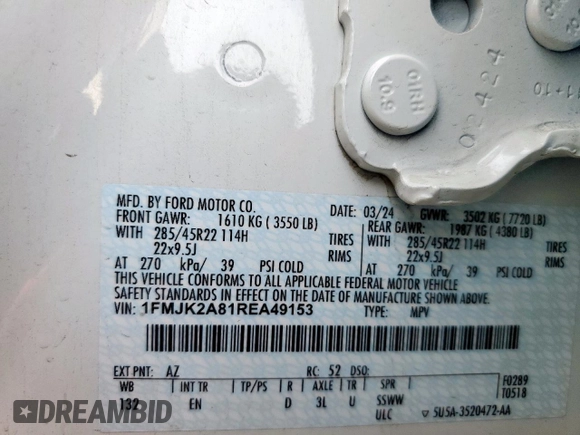 OIRH
10.9
02424
11+10
MFD. BY FORD MOTOR CO. DATE: 03/24 GVWR: 3502 KG ( 7720 LB)
FRONT GAWR: 1610 KG ( 3550 LB) REAR GAWR: 1987 KG ( 4380 LB)
WITH 285/45R22 114H TIRES WITH 285/45R22 114H TIRES
22x9.5J RIMS 22x9.5J RIMS
AT 270 kPa/ 39 PSI COLD AT 270 kPa/ 39 PSI COLD
THIS VEHICLE CONFORMS TO ALL APPLICABLE FEDERAL MOTOR VEHICLE
SAFETY STANDARDS IN EFFECT ON THE DATE OF MANUFACTURE SHOWN ABOVE.
VIN: 1FMJK2A81REA49153 TYPE: MPV
EXT PNT: AZ RC: 52 DSO: F0289
WB INT TR TP/PS R AXLE TR SPR T0518
132 EN D 3L U SSWW
ULC 5U5A-3520472-AA
DREAMBID